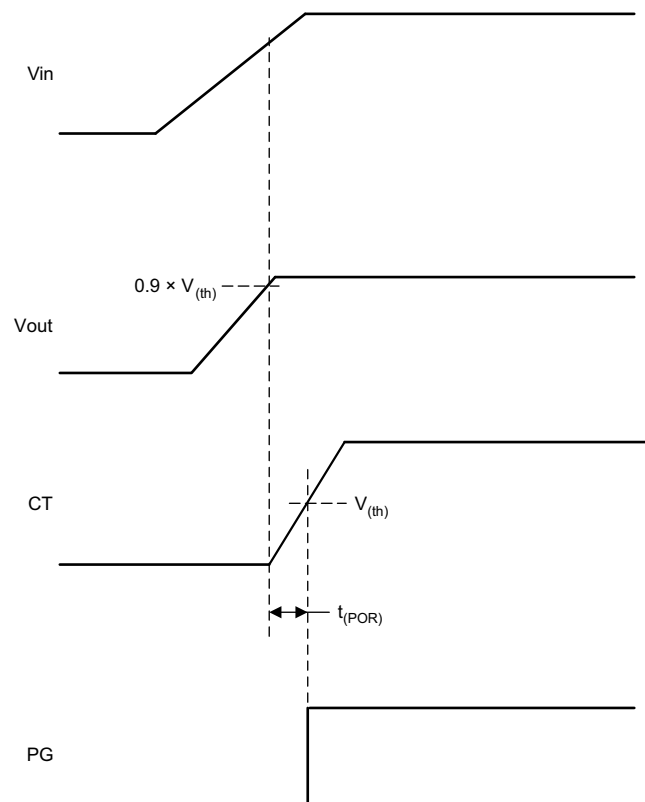 Vin
0.9 × V(th)
Vout
CT
V(th)
t(POR)
PG